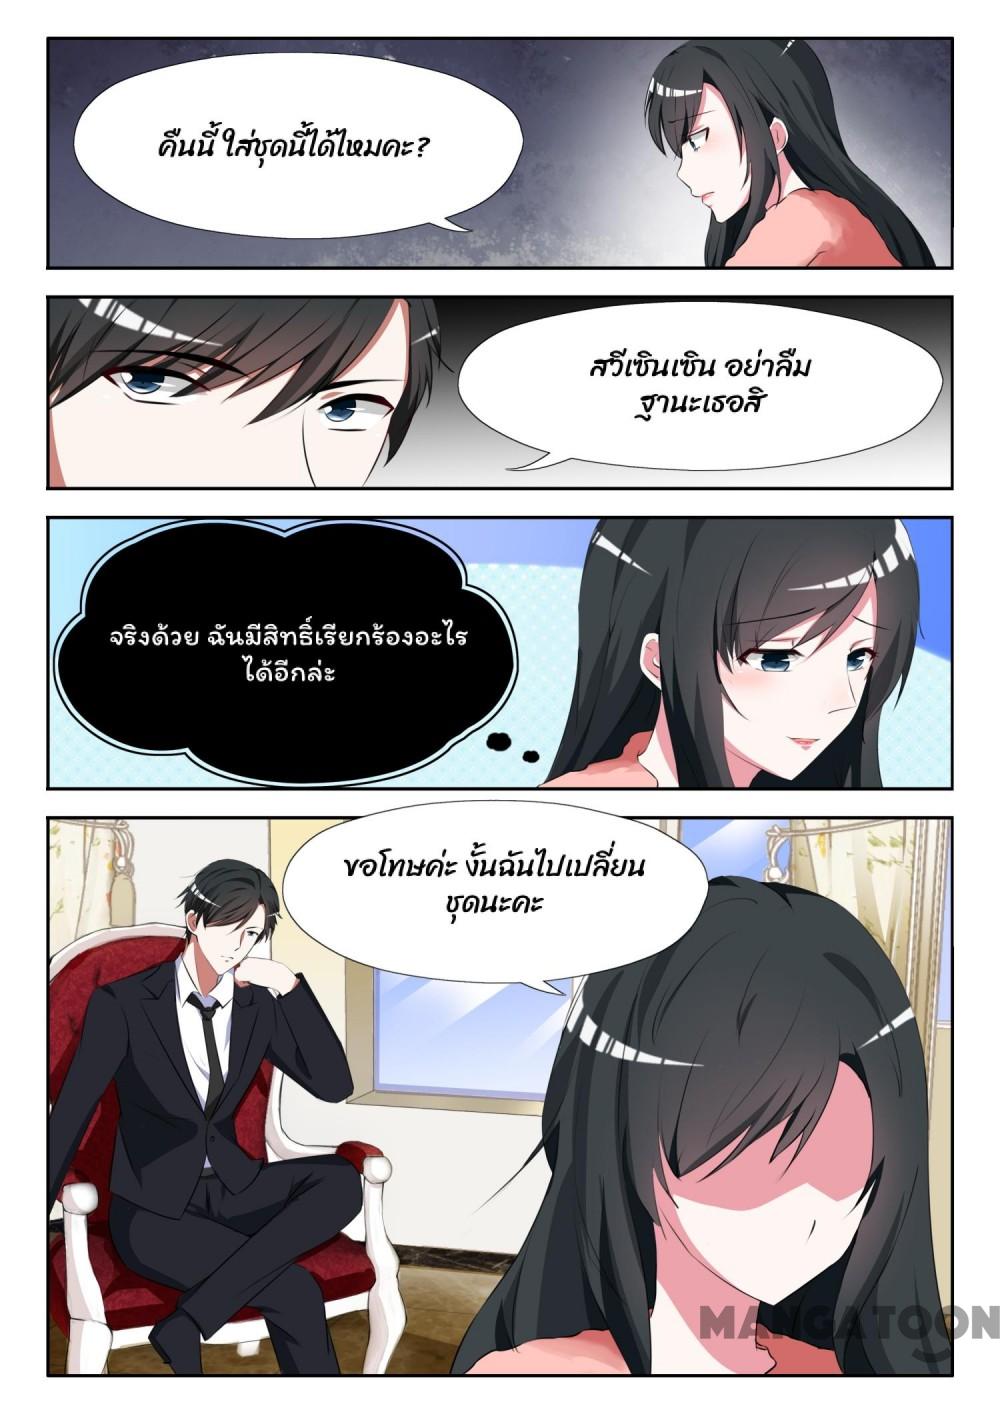 คืนนี้ ใส่ชุดนี้ได้ไหมคะ?
สวีเซินเซิน อย่าลืม
ฐานะเธอสิ
จริงด้วย ฉันมีสิทธิ์เรียกร้องอะไร
ได้อีกล่ะ
ขอโทษค่ะ งั้นฉันไปเปลี่ยน
ชุดนะคะ
MANGATOON